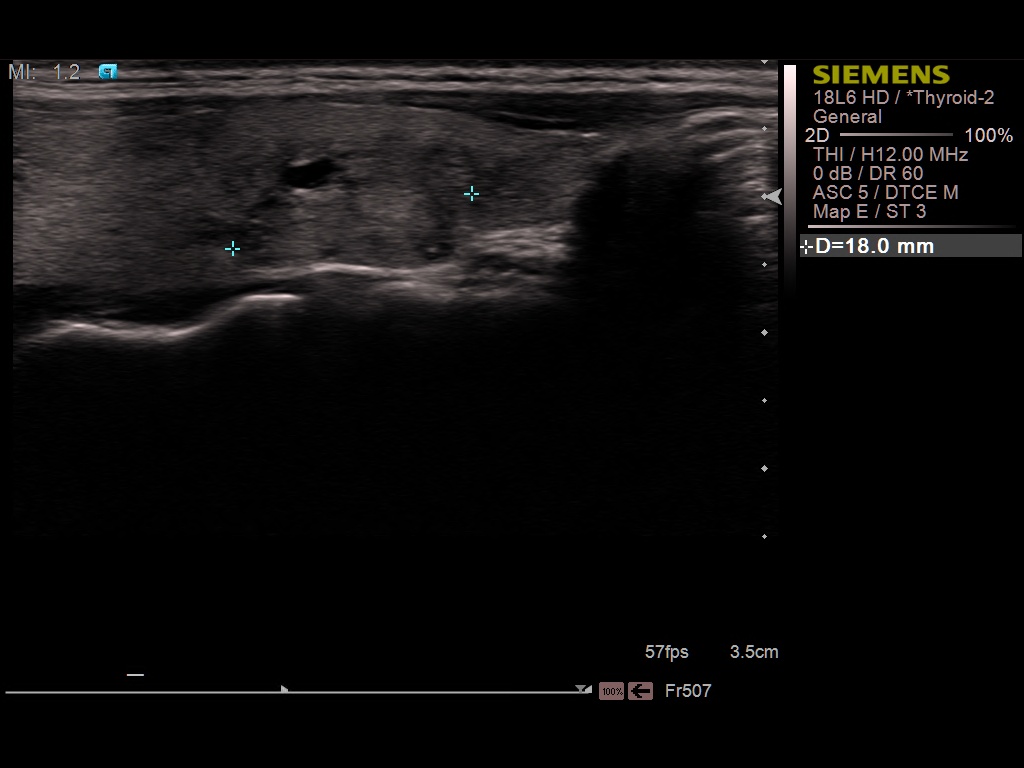 MI: 1.2
SIEMENS
18L6 HD / *Thyroid-2
General
2D 100%
THI / H12.00 MHz
0 dB / DR 60
ASC 5 / DTCE M
Map E / ST 3
D=18.0 mm
57fps 3.5cm
100% Fr507